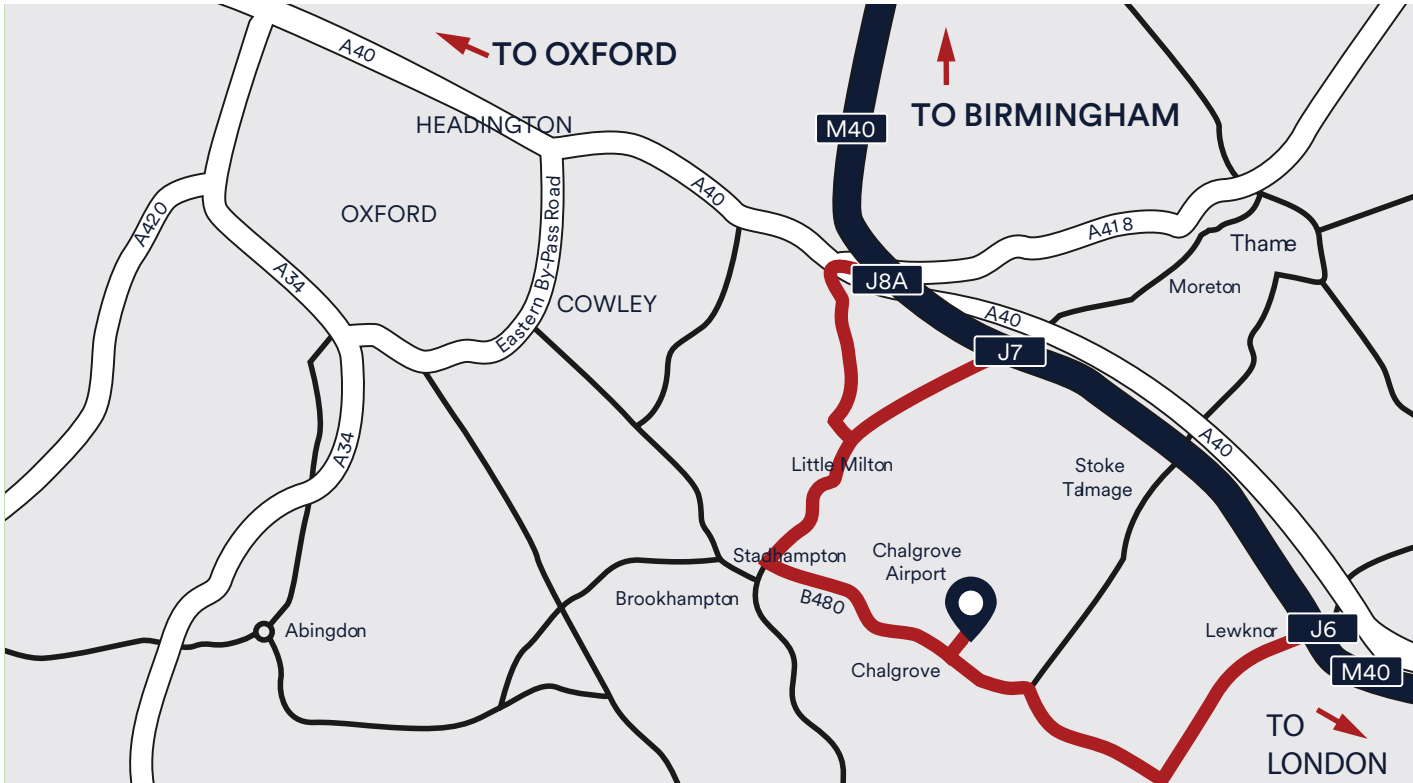 A40
TO OXFORD
M40
TO BIRMINGHAM
HEADINGTON
A40
A420
OXFORD
Eastern By-Pass Road
A418
Thame
A34
COWLEY
J8A
Moreton
A40
J7
A34
A40
Little Milton
Stoke
Talmage
Stadhampton
Chalgrove
Airport
Brookhampton
B480
Abingdon
Lewknor
J6
Chalgrove
M40
TO
LONDON